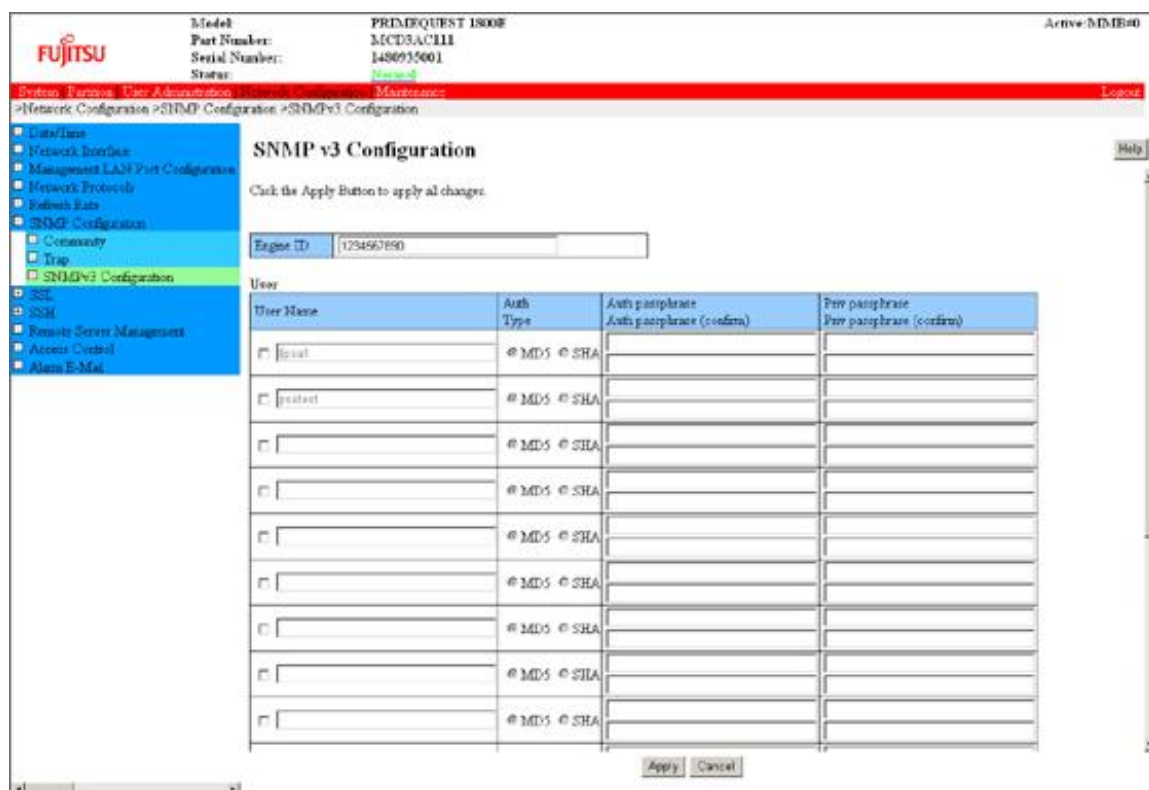 FUJITSU
Model: PRIMEQUEST 1800E
Part Number: MCD3AC111
Serial Number: 1480935001
Status: Normal
Active:MMB#0
System Partition User Administration Network Configuration Maintenance Logout
>Network Configuration >SNMP Configuration >SNMPv3 Configuration
Date/Time
Network Interface
Management LAN Port Configuration
Network Protocols
Refresh Rate
SNMP Configuration
Community
Trap
SNMPv3 Configuration
SSL
SSH
Remote Server Management
Access Control
Alarm E-Mail
SNMP v3 Configuration
Help
Click the Apply Button to apply all changes.
Engine ID 1234567890
User
User Name
Auth Type
Auth passphrase
Auth passphrase (confirm)
Priv passphrase
Priv passphrase (confirm)
MD5 SHA
MD5 SHA
MD5 SHA
MD5 SHA
MD5 SHA
MD5 SHA
MD5 SHA
MD5 SHA
MD5 SHA
Apply Cancel